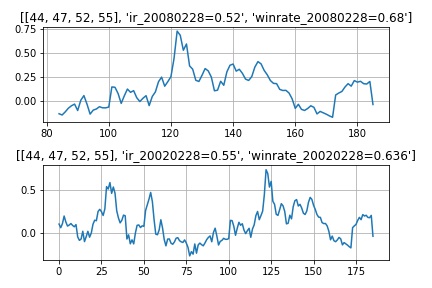 [[44, 47, 52, 55], 'ir_20080228=0.52', 'winrate_20080228=0.68']
0.75
0.50
0.25
0.00
80 100 120 140 160 180
[[44, 47, 52, 55], 'ir_20020228=0.55', 'winrate_20020228=0.636']
0.5
0.0
0 25 50 75 100 125 150 175